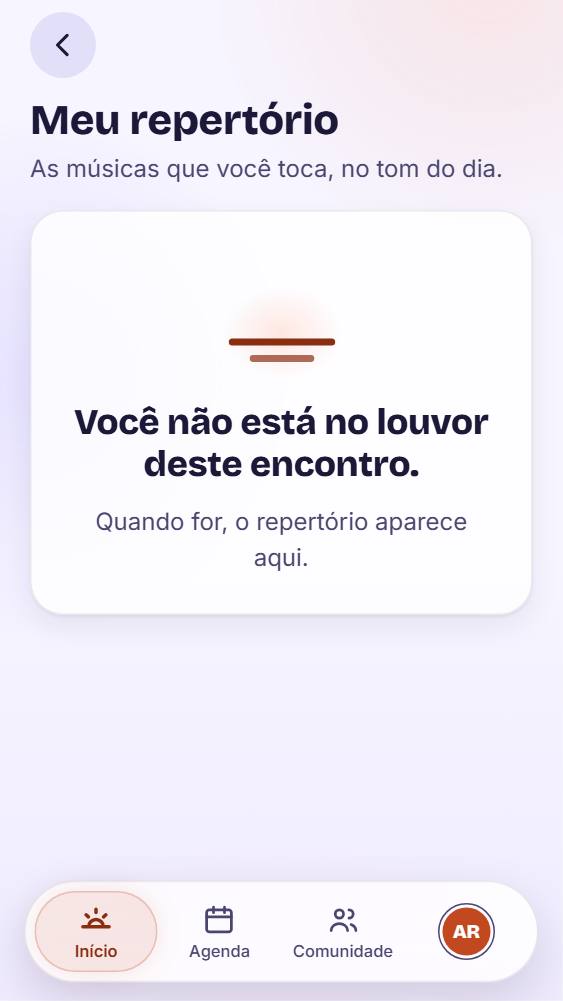 Meu repertório
As músicas que você toca, no tom do dia.
Você não está no louvor
deste encontro.
Quando for, o repertório aparece
aqui.
Início
Agenda
Comunidade
AR